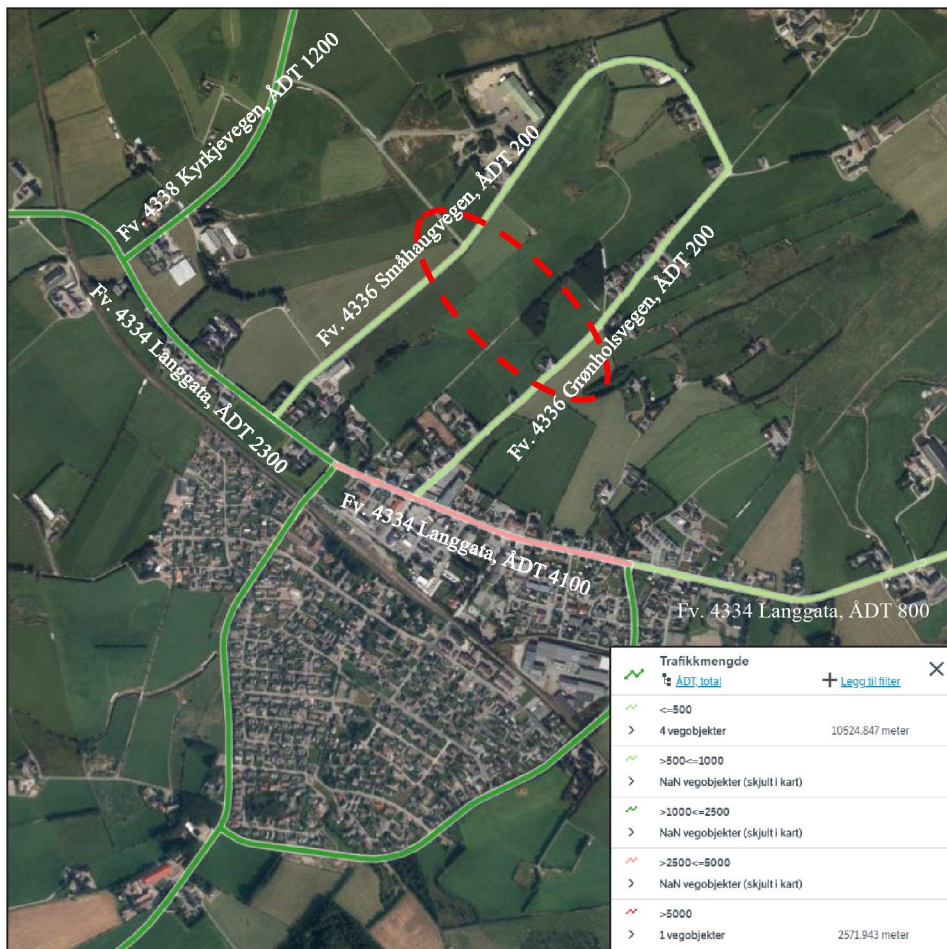 Fv. 4338 Kyrkjevegen, ÅDT 1200
Fv. 4336 Småhaugvegen, ÅDT 200
Fv. 4336 Grønholsvegen, ÅDT 200
Fv. 4334 Langgata, ÅDT 2300
Fv. 4334 Langgata, ÅDT 4100
Fv. 4334 Langgata, ÅDT 800
Trafikkmengde
ÅDT, total Legg til filter
<=500
4 vegobjekter 10524.847 meter
>500<=1000
NaN vegobjekter (skjult i kart)
>1000<=2500
NaN vegobjekter (skjult i kart)
>2500<=5000
NaN vegobjekter (skjult i kart)
>5000
1 vegobjekter 2571.943 meter